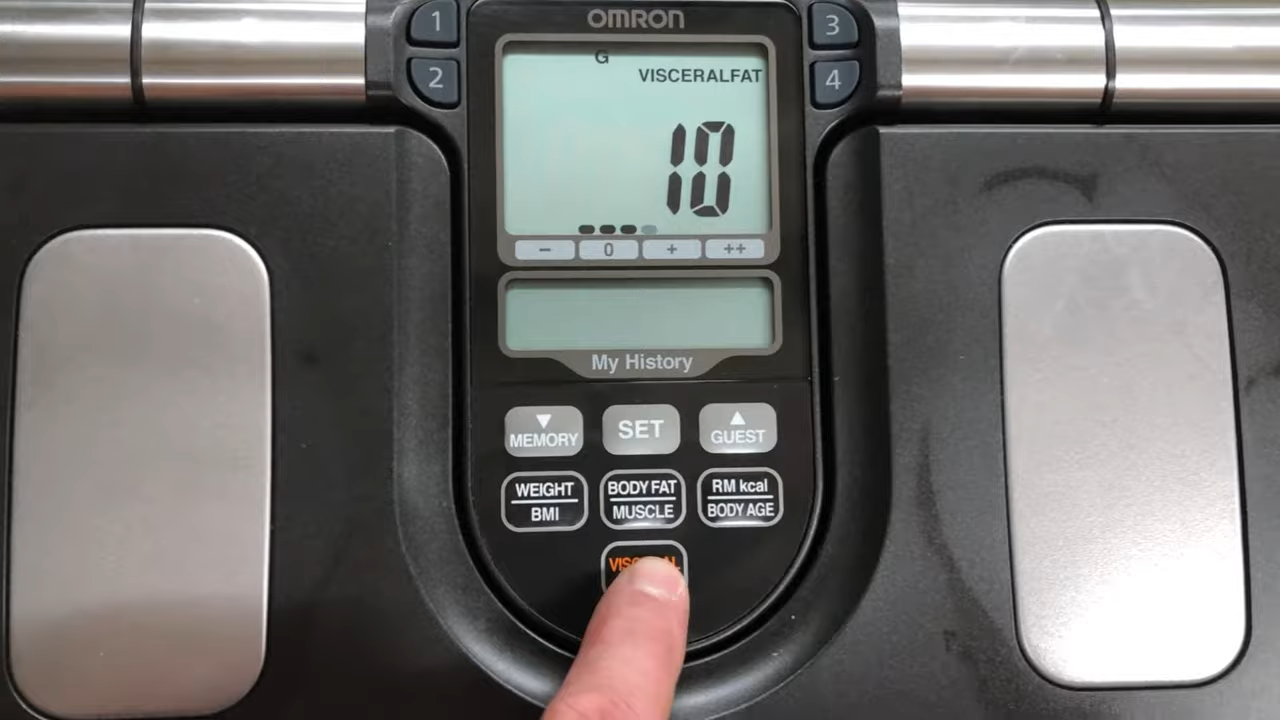 OMRON
1
2
3
4
G
VISCERALFAT
10
- 0 + ++
My History
▼ SET ▲
MEMORY GUEST
WEIGHT BODY FAT RM kcal
BMI MUSCLE BODY AGE